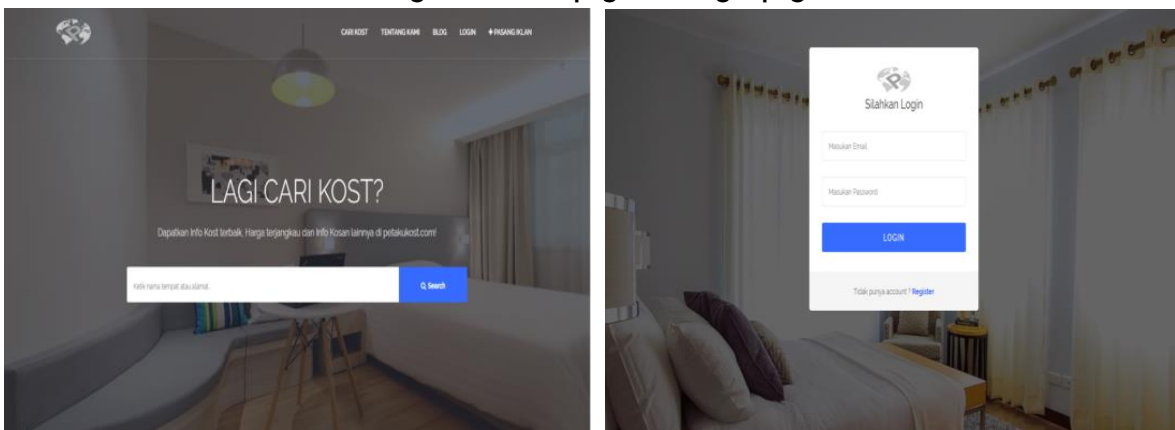 CARI KOST TENTANG KAMI BLOG LOGIN + PASANG IKLAN
LAGI CARI KOST?
Dapatkan Info Kost terbaik, Harga terjangkau dan Info Kosan lainnya di petakukost.com!
Ketik nama tempat atau alamat.
Search
Silahkan Login
Masukan Email
Masukan Password
LOGIN
Tidak punya account ? Register